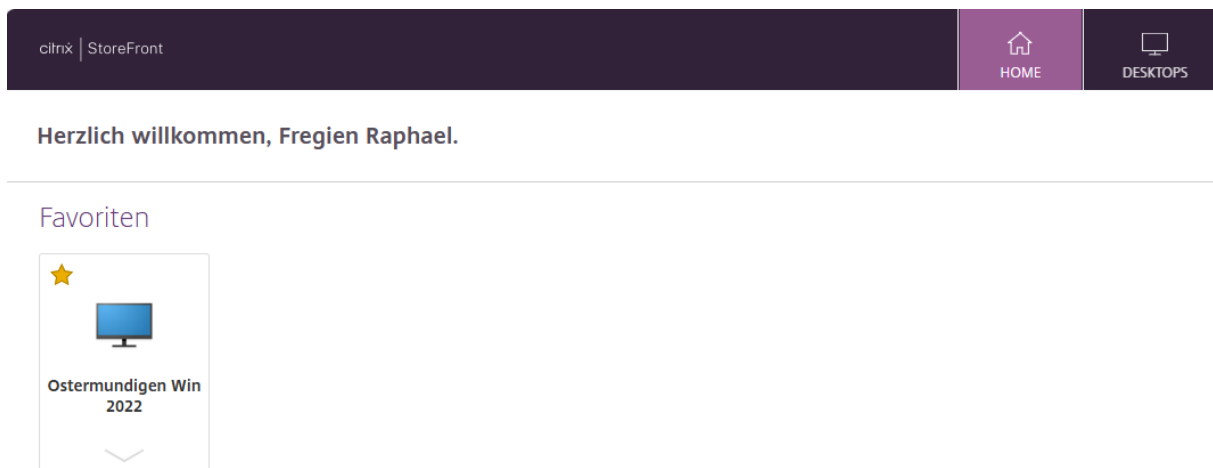 citrix | StoreFront
HOME
DESKTOPS
Herzlich willkommen, Fregien Raphael.
Favoriten
Ostermundigen Win
2022